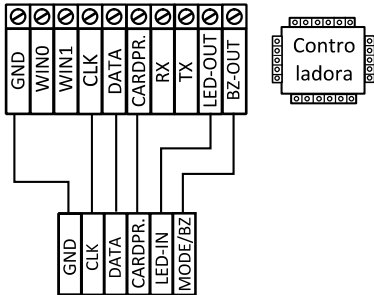 GND
WIN0
WIN1
CLK
DATA
CARDPR.
RX
TX
LED-OUT
BZ-OUT
Contro
ladora
GND
CLK
DATA
CARDPR.
LED-IN
MODE/BZ